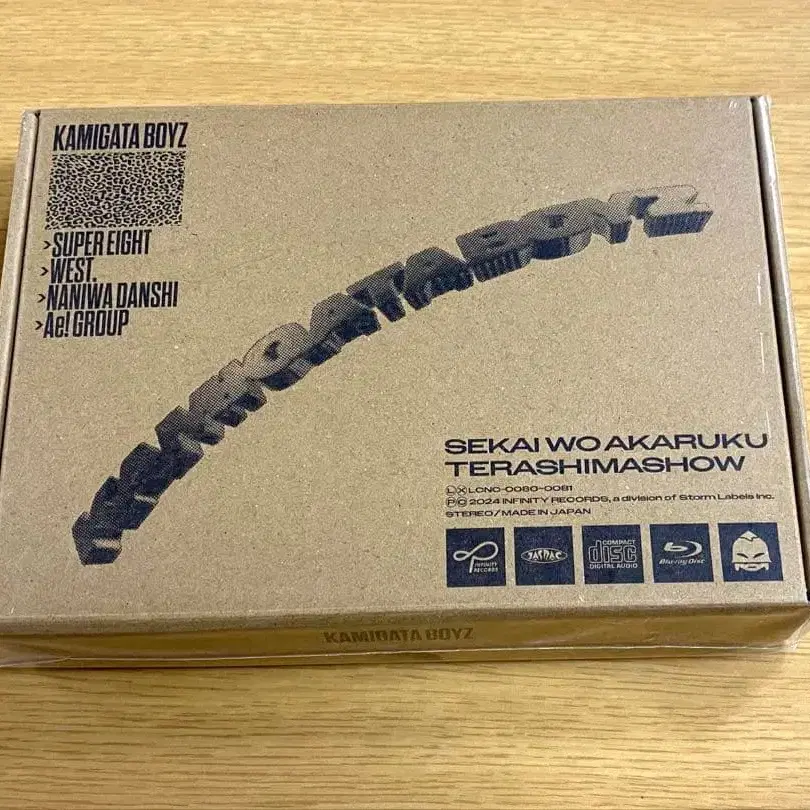 KAMIGATA BOYZ
>SUPER EIGHT
>WEST.
>NANIWA DANSHI
>Ae! GROUP
KAMIGATA BOYZ
SEKAI WO AKARUKU
TERASHIMASHOW
ⓁⓍ LCNC-0080-0081
ⓅⒸ 2024 INFINITY RECORDS, a division of Storm Labels Inc.
STEREO/MADE IN JAPAN
INFINITY
RECORDS
JASRAC
COMPACT
disc
DIGITAL AUDIO
Blu-ray Disc
KAMIGATA BOYZ